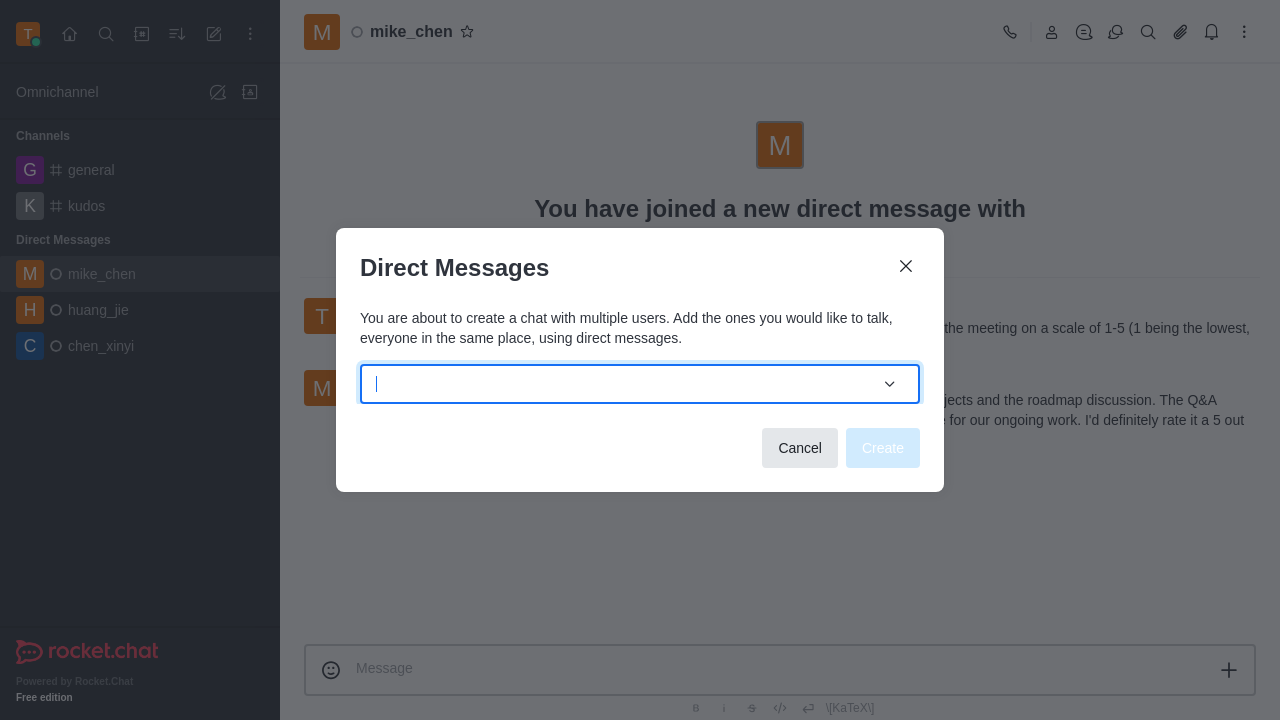 T
Omnichannel
Channels
G general
K kudos
Direct Messages
M mike_chen
H huang_jie
C chen_xinyi
rocket.chat
Powered by Rocket.Chat
Free edition
M mike_chen
M
You have joined a new direct message with
T
the meeting on a scale of 1-5 (1 being the lowest,
M
jects and the roadmap discussion. The Q&A
for our ongoing work. I'd definitely rate it a 5 out
Direct Messages
You are about to create a chat with multiple users. Add the ones you would like to talk,
everyone in the same place, using direct messages.
Cancel
Create
Message
B i S </> \[KaTeX\]